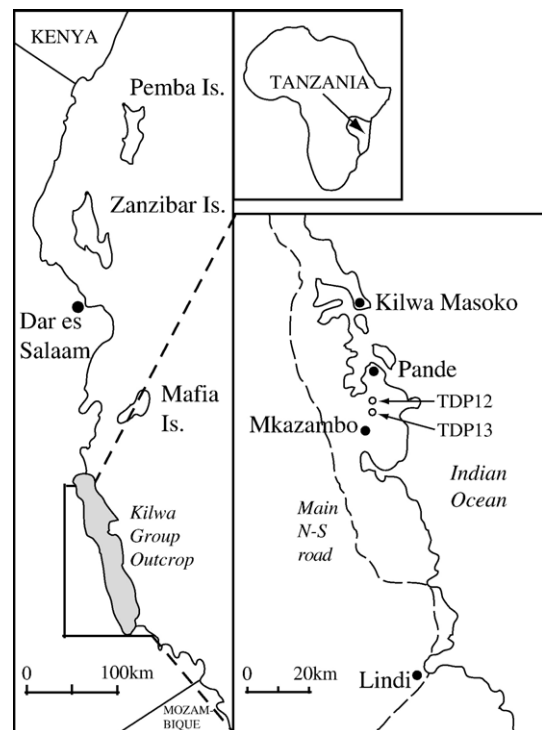 KENYA
Pemba Is.
Zanzibar Is.
Dar es
Salaam
Mafia
Is.
Kilwa
Group
Outcrop
0
100km
MOZAM-
BIQUE
TANZANIA
Kilwa Masoko
Pande
TDP12
TDP13
Mkazambo
Indian
Ocean
Main
N-S
road
0
20km
Lindi